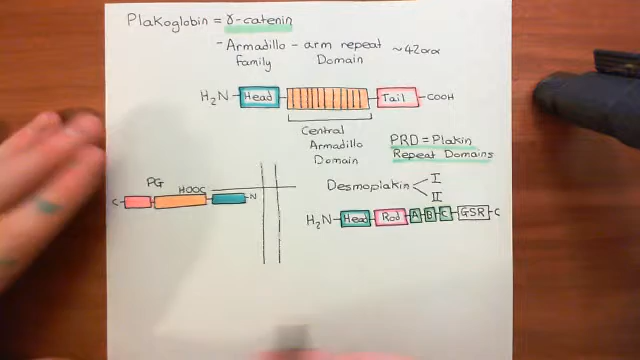 Plakoglobin = γ-catenin
- Armadillo - arm repeat ~42αα
Family Domain
H₂N Head Tail COOH
Central
Armadillo
Domain
PRD = Plakin
Repeat Domains
PG
HOOC
C N
Desmoplakin I
II
H₂N Head Rod A B C GSR C